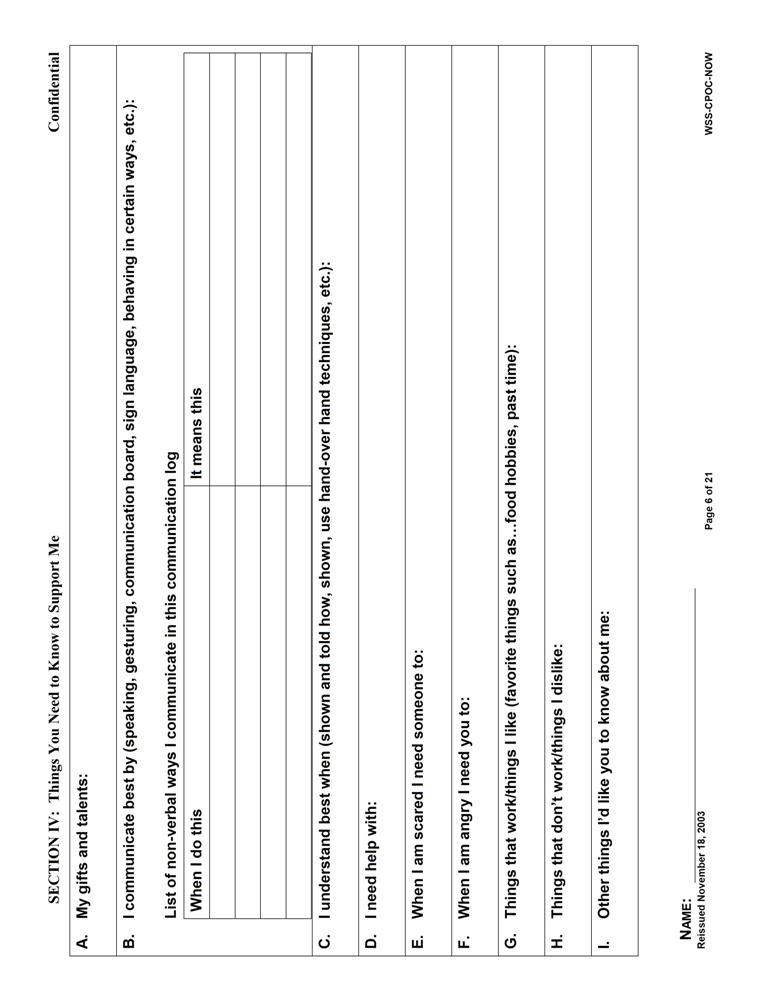 SECTION IV: Things You Need to Know to Support Me Confidential
A. My gifts and talents:
B. I communicate best by (speaking, gesturing, communication board, sign language, behaving in certain ways, etc.):
List of non-verbal ways I communicate in this communication log
When I do this It means this
C. I understand best when (shown and told how, shown, use hand-over hand techniques, etc.):
D. I need help with:
E. When I am scared I need someone to:
F. When I am angry I need you to:
G. Things that work/things I like (favorite things such as…food hobbies, past time):
H. Things that don't work/things I dislike:
I. Other things I'd like you to know about me:
NAME:
Reissued November 18, 2003 Page 6 of 21 WSS-CPOC-NOW